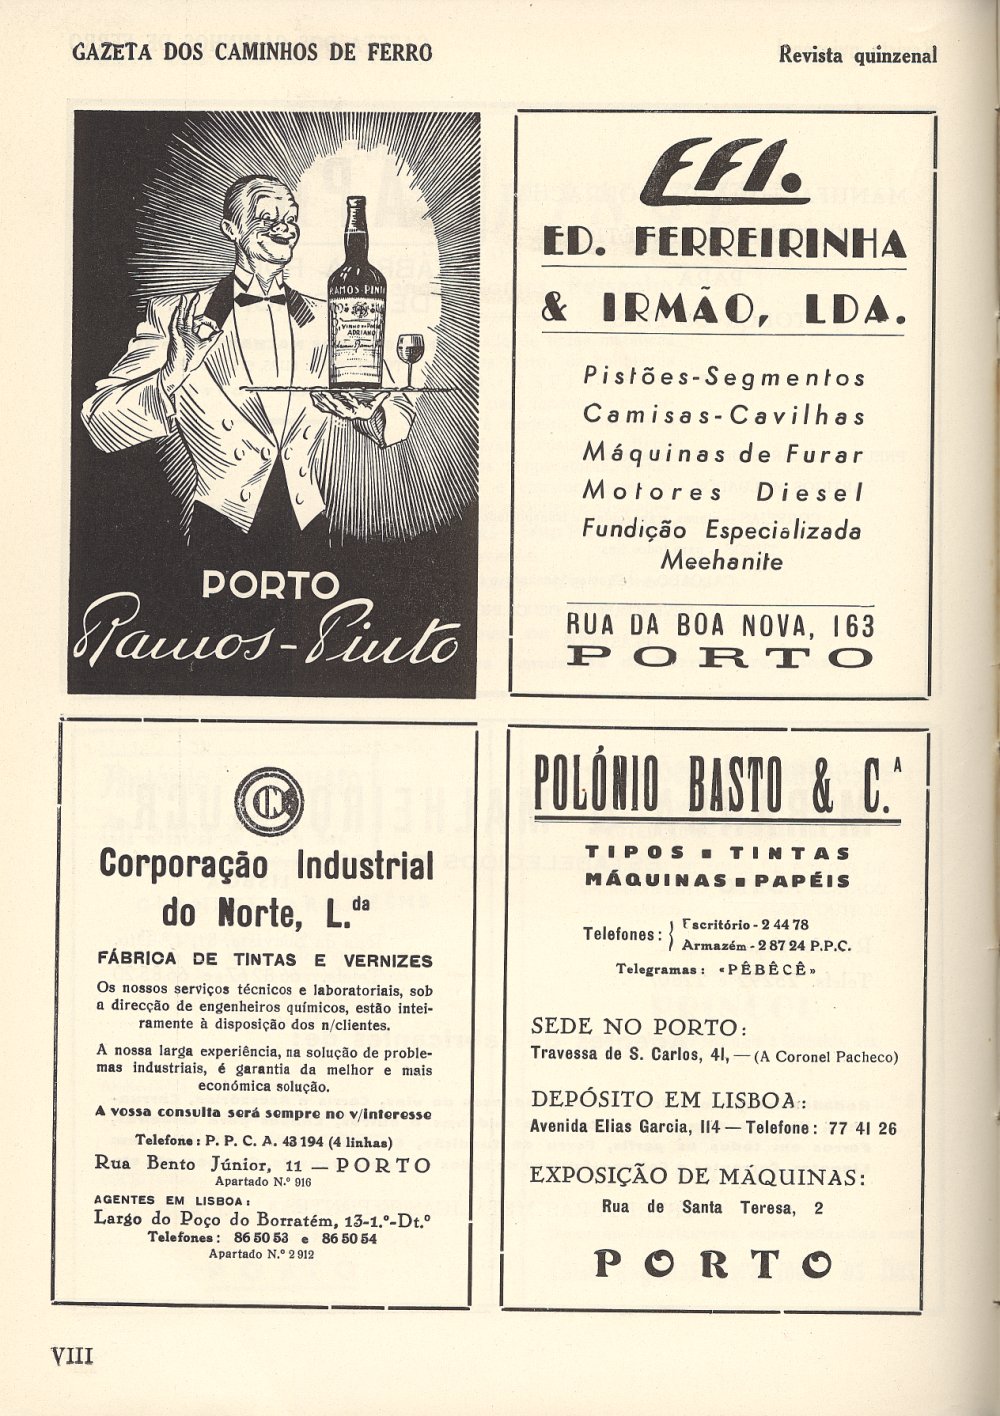 GAZETA DOS CAMINHOS DE FERRO
Revista quinzenal
RAMOS-PINTO
VINHO DO PORTO
ADRIANO
PORTO
Ramos-Pinto
EFI.
ED. FERREIRINHA
& IRMÃO, LDA.
Pistões-Segmentos
Camisas-Cavilhas
Máquinas de Furar
Motores Diesel
Fundição Especializada
Meehanite
RUA DA BOA NOVA, 163
PORTO
Corporação Industrial
do Norte, L.da
FÁBRICA DE TINTAS E VERNIZES
Os nossos serviços técnicos e laboratoriais, sob
a direcção de engenheiros químicos, estão intei-
ramente à disposição dos n/clientes.
A nossa larga experiência, na solução de proble-
mas industriais, é garantia da melhor e mais
económica solução.
A vossa consulta será sempre no v/interesse
Telefone: P. P. C. A. 43194 (4 linhas)
Rua Bento Júnior, 11 — PORTO
Apartado N.º 916
AGENTES EM LISBOA:
Largo do Poço do Borratém, 13-1.º-Dt.º
Telefones: 86 50 53 e 86 50 54
Apartado N.º 2 912
POLÓNIO BASTO & C.A
TIPOS ▪ TINTAS
MÁQUINAS ▪ PAPÉIS
Telefones: Escritório - 2 44 78
Armazém - 2 87 24 P.P.C.
Telegramas: «PÊBÊCÊ»
SEDE NO PORTO:
Travessa de S. Carlos, 41, — (A Coronel Pacheco)
DEPÓSITO EM LISBOA:
Avenida Elias Garcia, 114 — Telefone: 77 41 26
EXPOSIÇÃO DE MÁQUINAS:
Rua de Santa Teresa, 2
PORTO
VIII